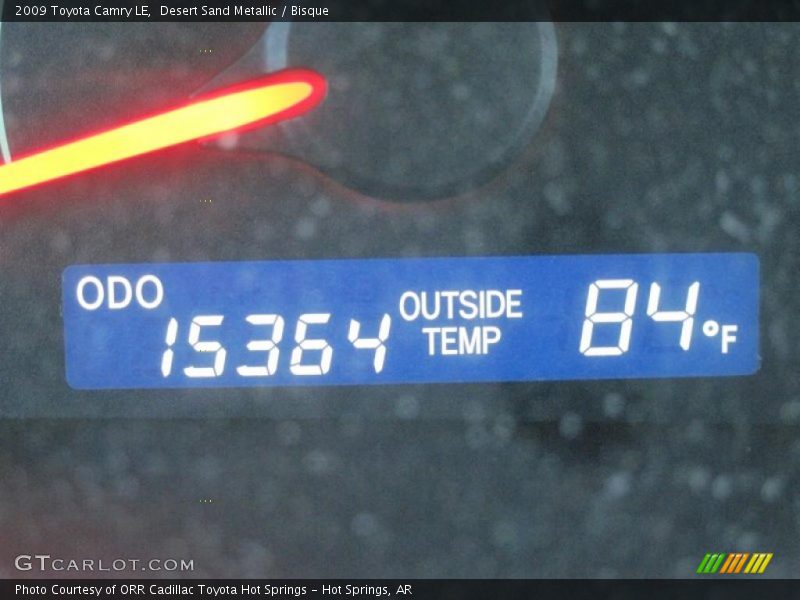 2009 Toyota Camry LE, Desert Sand Metallic / Bisque
ODO
15364
OUTSIDE
TEMP
84°F
GTCARLOT.COM
Photo Courtesy of ORR Cadillac Toyota Hot Springs – Hot Springs, AR